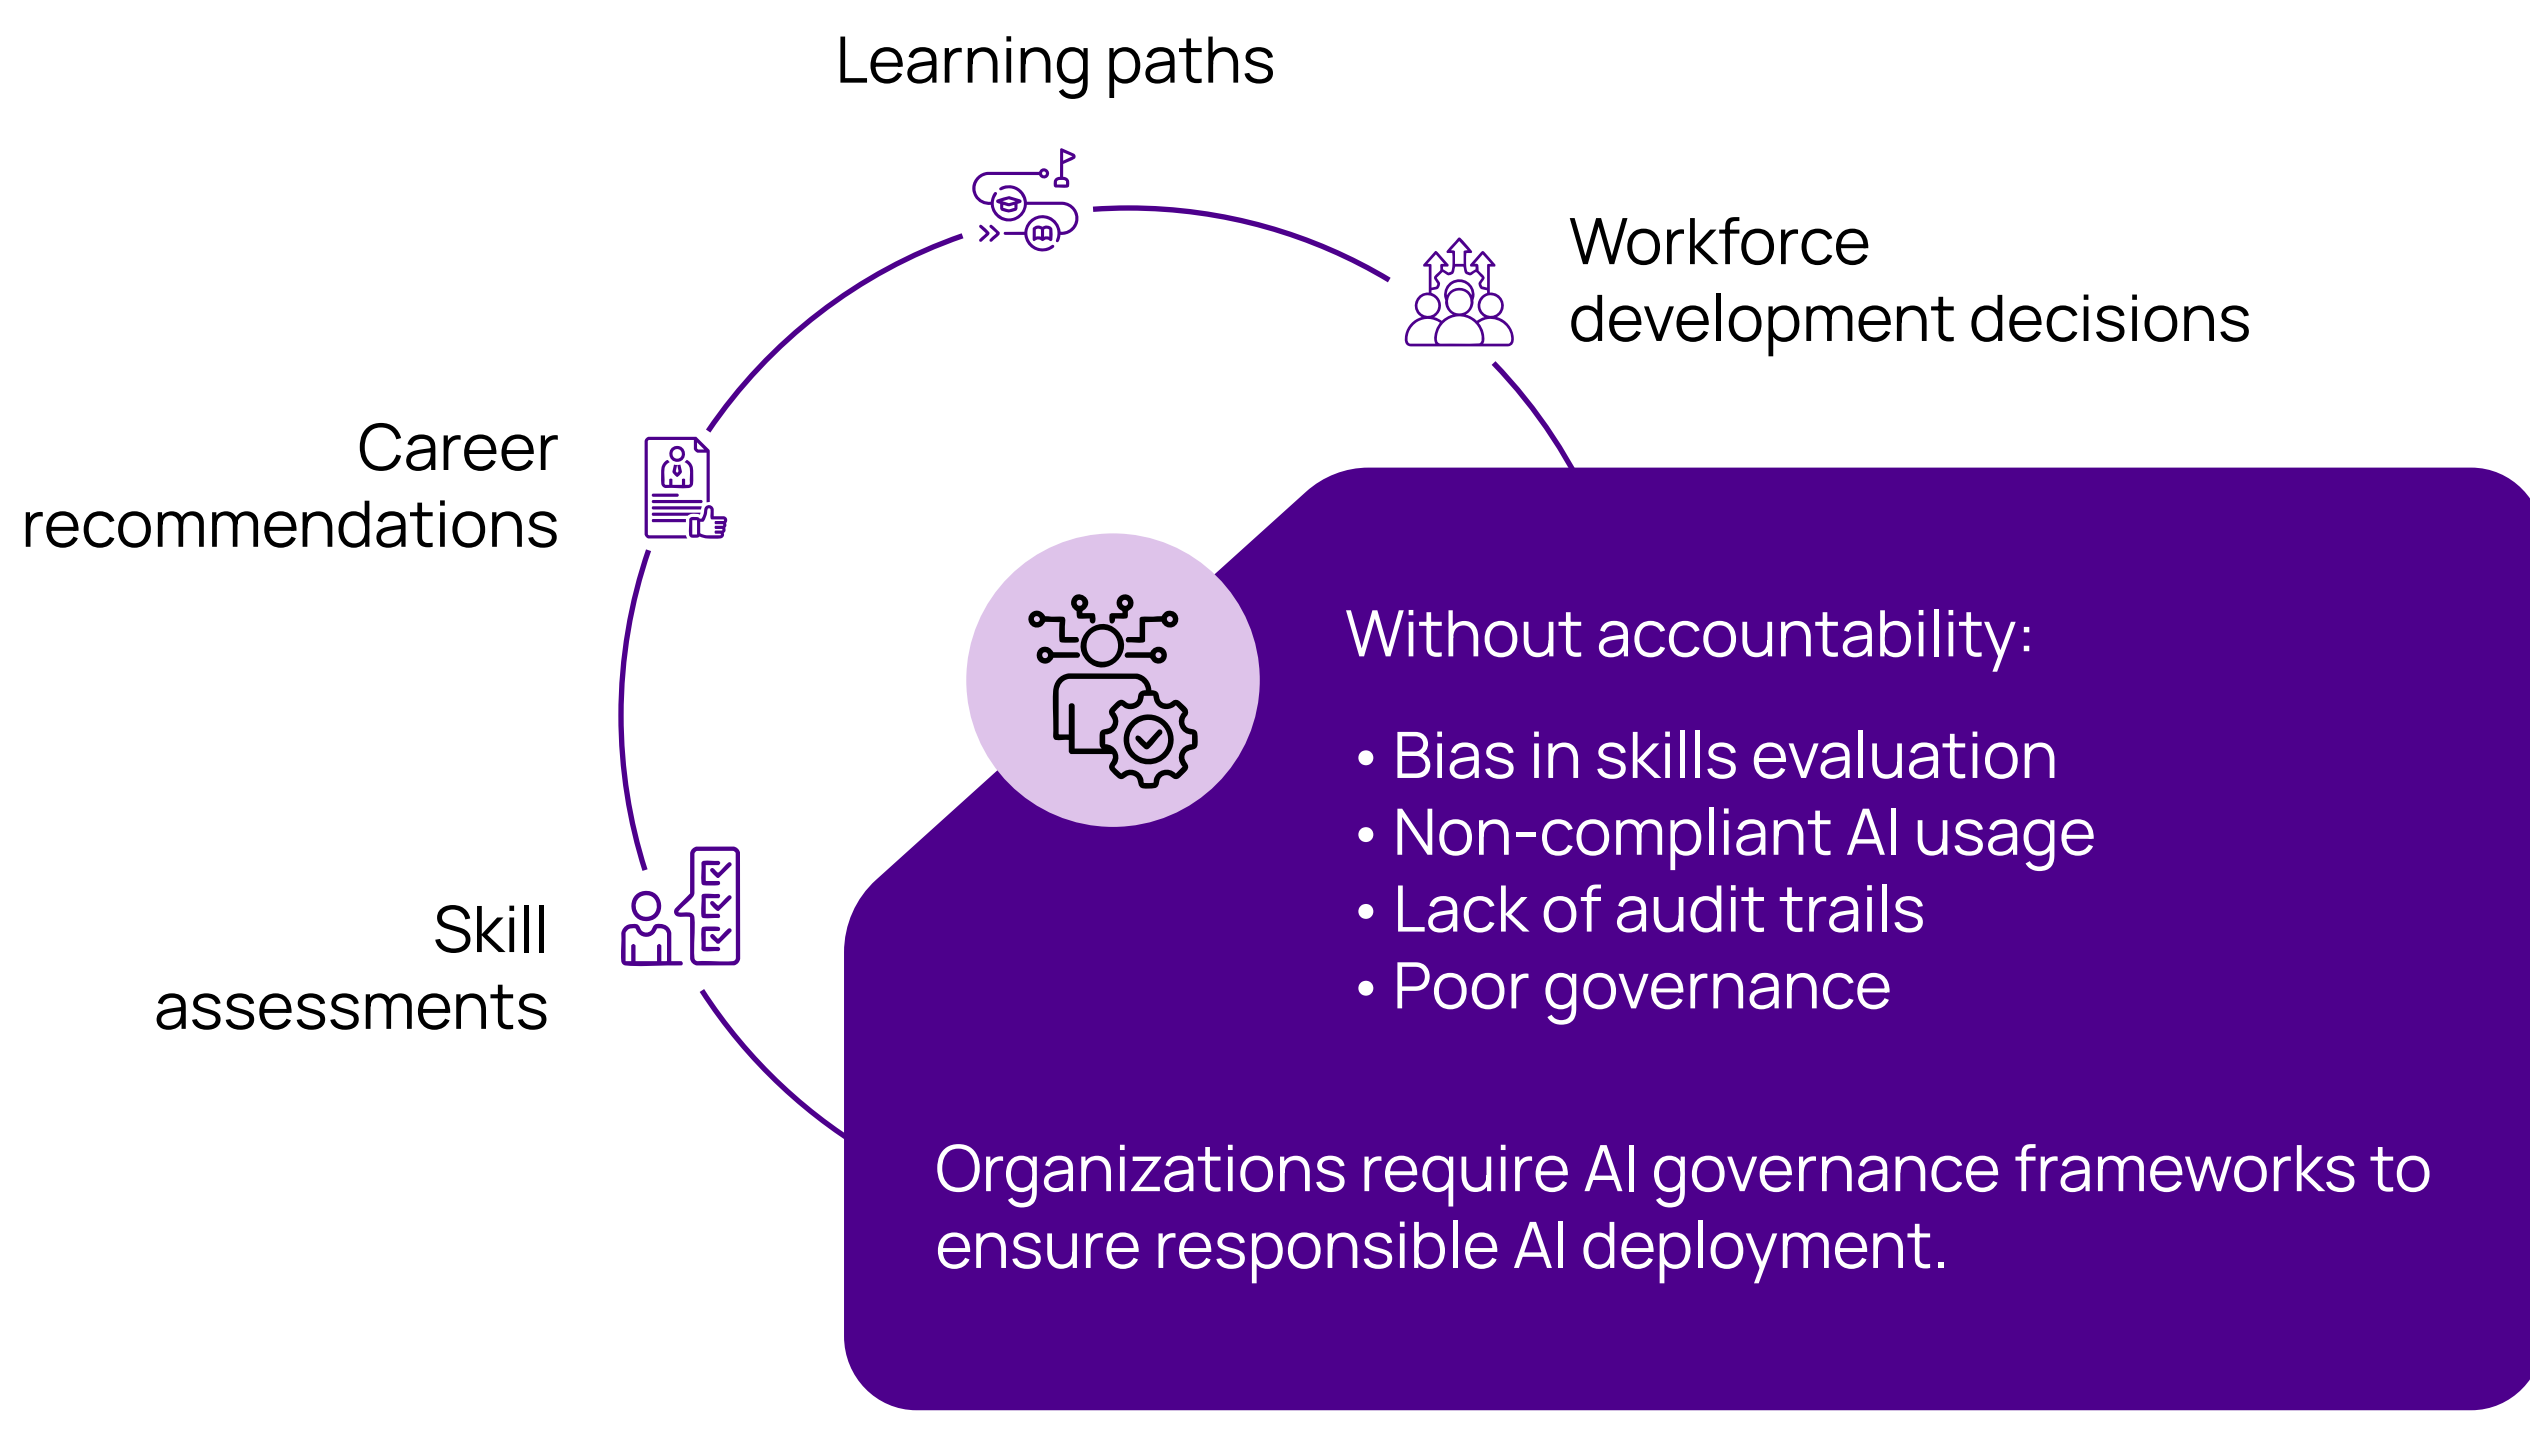 Learning paths
Workforce
development decisions
Career
recommendations
Skill
assessments
Without accountability:
• Bias in skills evaluation
• Non-compliant AI usage
• Lack of audit trails
• Poor governance
Organizations require AI governance frameworks to
ensure responsible AI deployment.